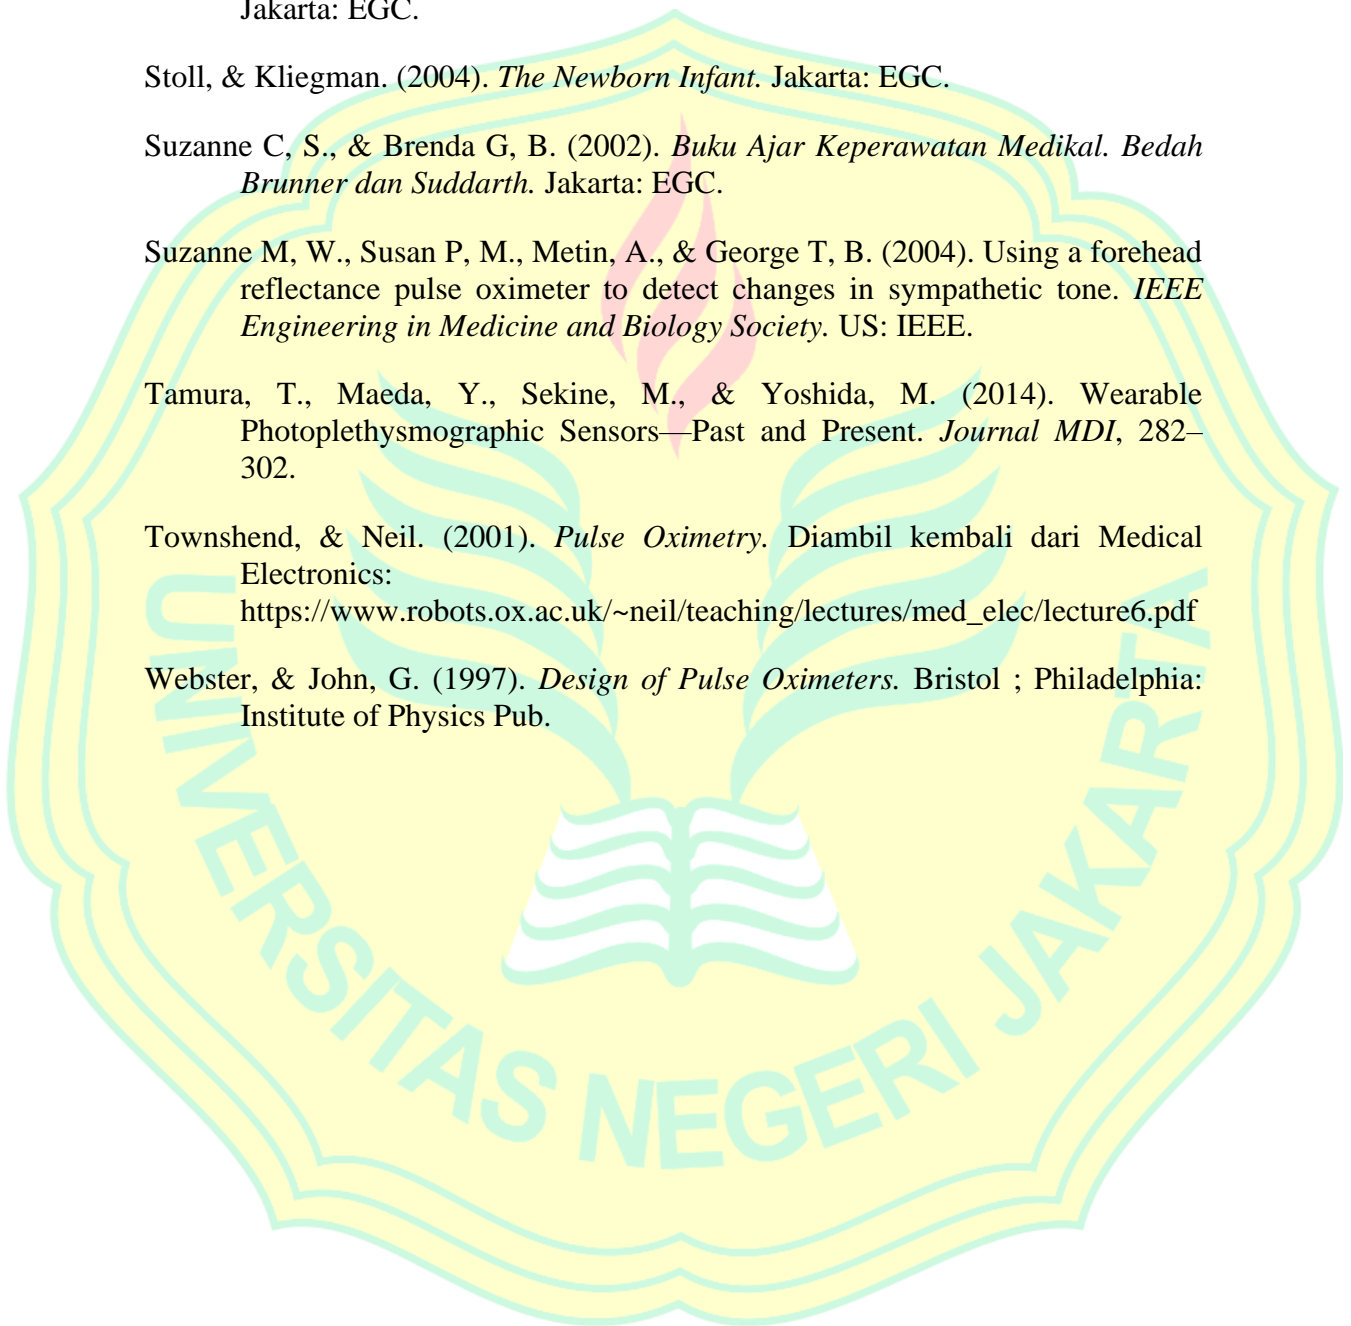 Jakarta: EGC.
Stoll, & Kliegman. (2004). The Newborn Infant. Jakarta: EGC.
Suzanne C, S., & Brenda G, B. (2002). Buku Ajar Keperawatan Medikal. Bedah
Brunner dan Suddarth. Jakarta: EGC.
Suzanne M, W., Susan P, M., Metin, A., & George T, B. (2004). Using a forehead
reflectance pulse oximeter to detect changes in sympathetic tone. IEEE
Engineering in Medicine and Biology Society. US: IEEE.
Tamura, T., Maeda, Y., Sekine, M., & Yoshida, M. (2014). Wearable
Photoplethysmographic Sensors—Past and Present. Journal MDI, 282–
302.
Townshend, & Neil. (2001). Pulse Oximetry. Diambil kembali dari Medical
Electronics:
https://www.robots.ox.ac.uk/~neil/teaching/lectures/med_elec/lecture6.pdf
Webster, & John, G. (1997). Design of Pulse Oximeters. Bristol ; Philadelphia:
Institute of Physics Pub.
UNIVERSITAS NEGERI JAKARTA